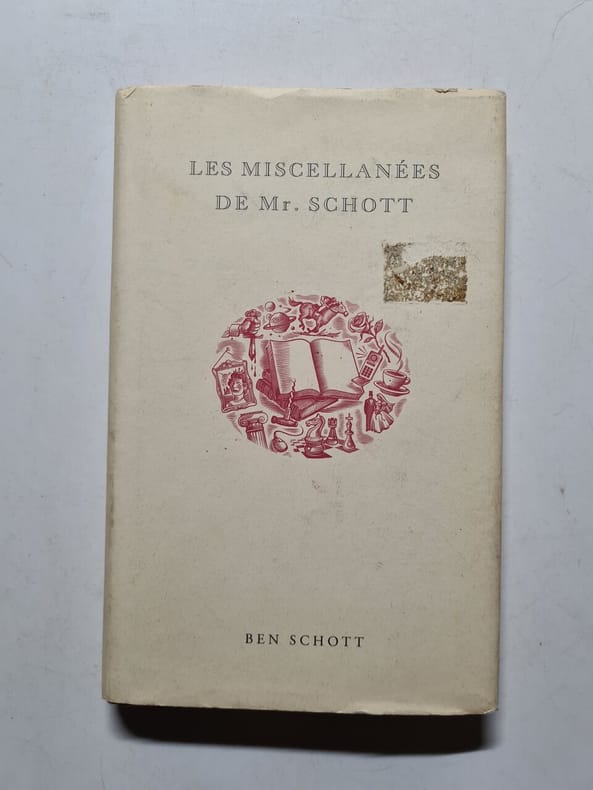 LES MISCELLANÉES
DE Mr. SCHOTT
BEN SCHOTT